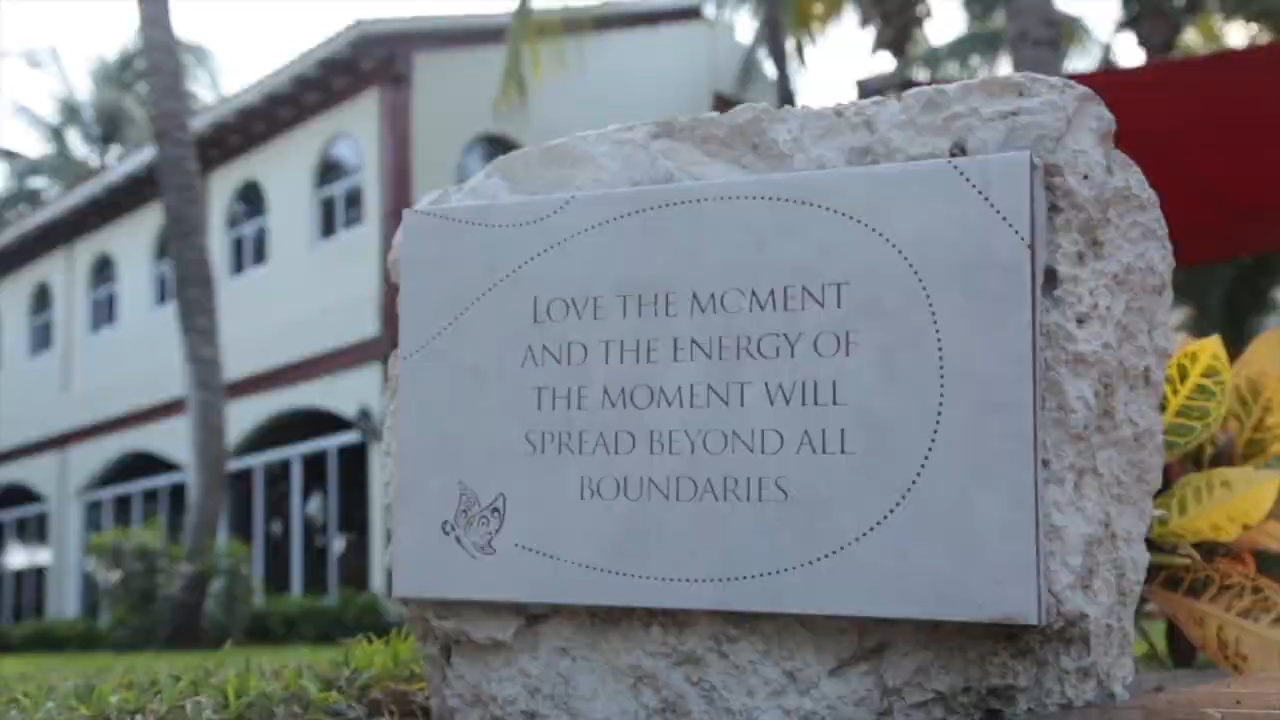 LOVE THE MOMENT
AND THE ENERGY OF
THE MOMENT WILL
SPREAD BEYOND ALL
BOUNDARIES